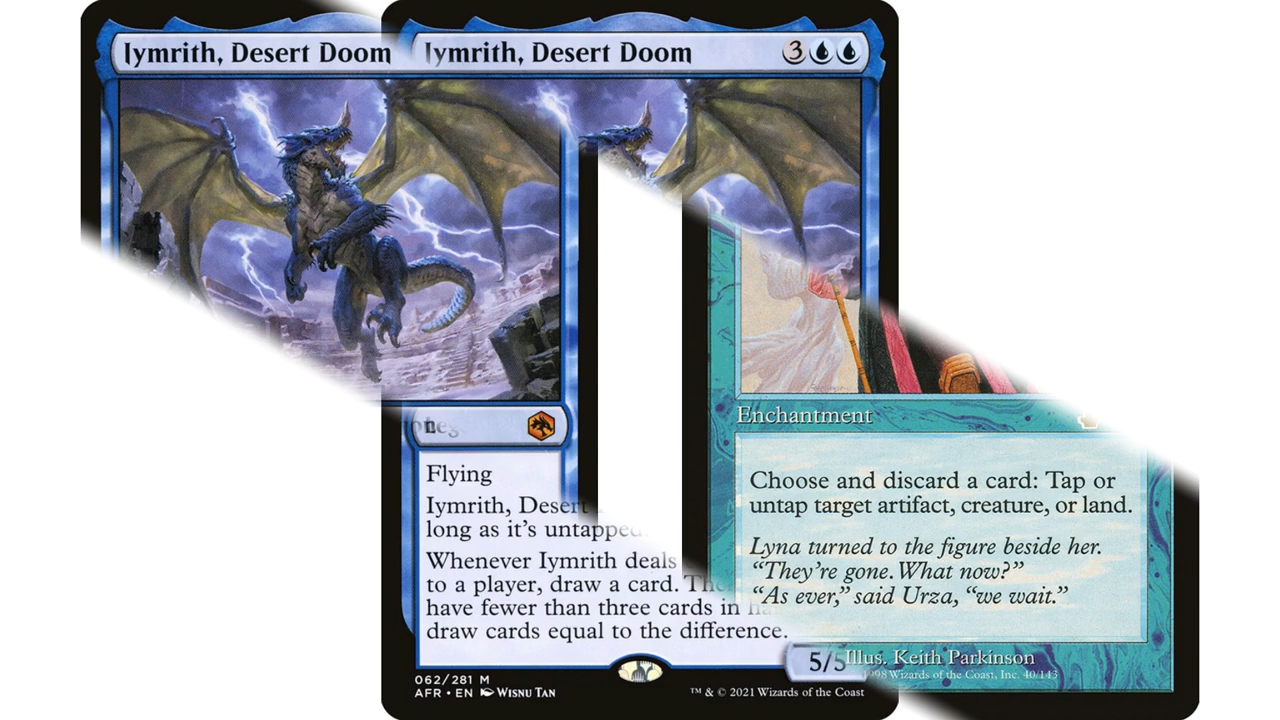 Iymrith, Desert Doom
Iymrith, Desert Doom 3
Enchantment
Flying
Iymrith, Desert
long as it's untapped.
Whenever Iymrith deals
to a player, draw a card.
have fewer than three cards in
draw cards equal to the difference.
5/5
062/281 M
AFR • EN Wisnu Tan
™ & © 2021 Wizards of the Coast
Choose and discard a card: Tap or
untap target artifact, creature, or land.
Lyna turned to the figure beside her.
“They’re gone. What now?”
“As ever,” said Urza, “we wait.”
Illus. Keith Parkinson
1998 Wizards of the Coast, Inc. 40/143